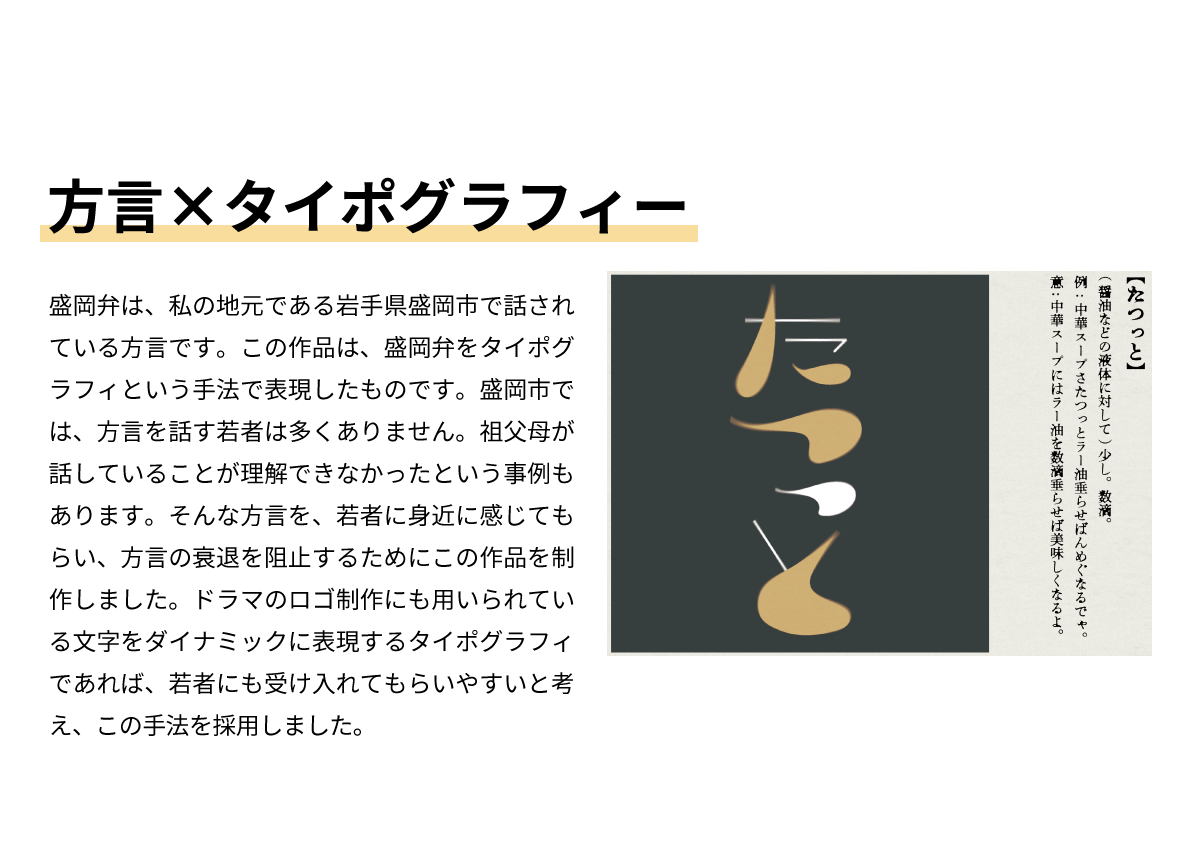 方言×タイポグラフィー
盛岡弁は、私の地元である岩手県盛岡市で話され
ている方言です。この作品は、盛岡弁をタイポグ
ラフィという手法で表現したものです。盛岡市で
は、方言を話す若者は多くありません。祖父母が
話していることが理解できなかったという事例も
あります。そんな方言を、若者に身近に感じても
らい、方言の衰退を阻止するためにこの作品を制
作しました。ドラマのロゴ制作にも用いられてい
る文字をダイナミックに表現するタイポグラフィ
であれば、若者にも受け入れてもらいやすいと考
え、この手法を採用しました。
たつっと
【たつっと】
（醤油などの液体に対して）少し。数滴。
例：中華スープさたつっとラー油垂らせばんめぐなるでゃ。
意：中華スープにはラー油を数滴垂らせば美味しくなるよ。